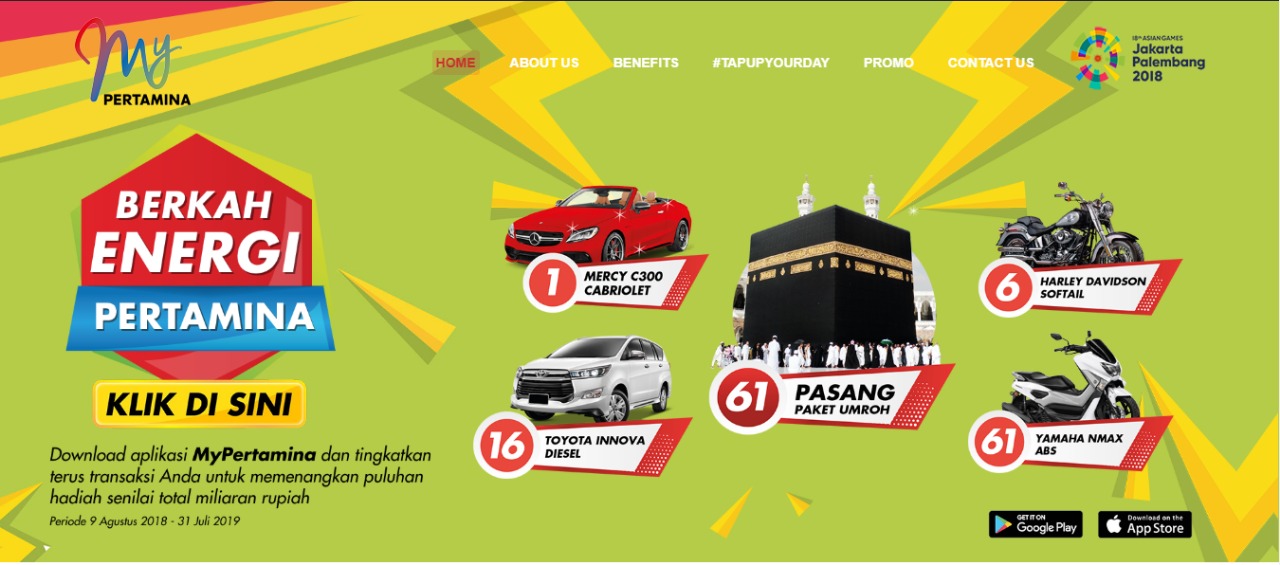 My
PERTAMINA
HOME ABOUT US BENEFITS #TAPUPYOURDAY PROMO CONTACT US
18th ASIAN GAMES
Jakarta
Palembang
2018
BERKAH
ENERGI
PERTAMINA
KLIK DI SINI
Download aplikasi MyPertamina dan tingkatkan
terus transaksi Anda untuk memenangkan puluhan
hadiah senilai total miliaran rupiah
Periode 9 Agustus 2018 - 31 Juli 2019
1 MERCY C300
CABRIOLET
16 TOYOTA INNOVA
DIESEL
61 PASANG
PAKET UMROH
6 HARLEY DAVIDSON
SOFTAIL
61 YAMAHA NMAX
ABS
GET IT ON
Google Play
Download on the
App Store